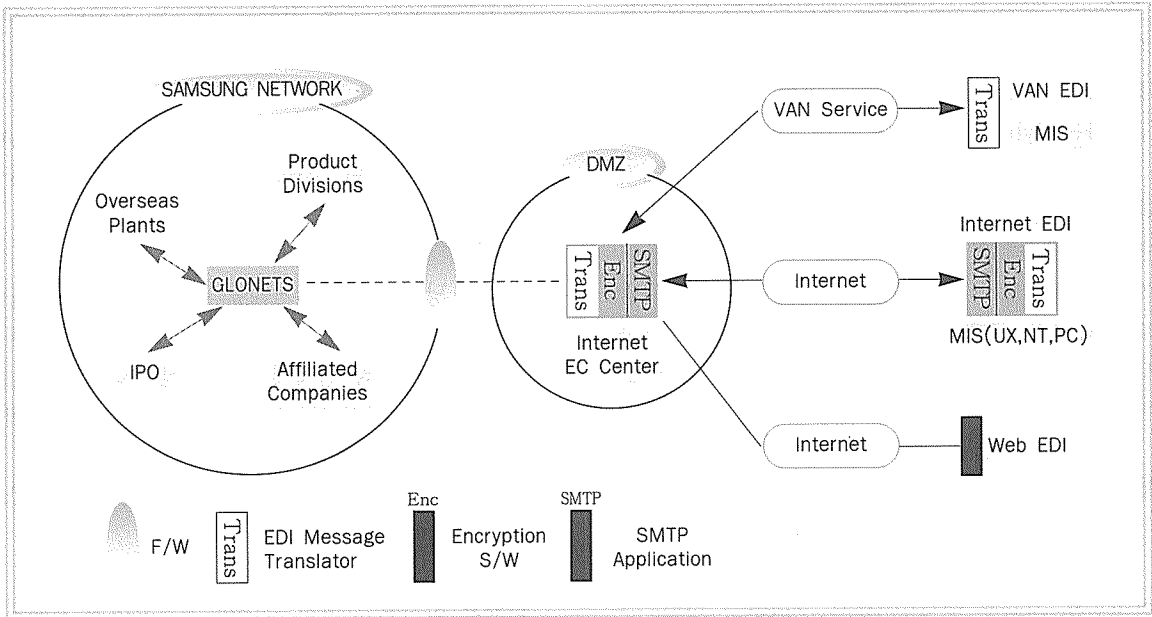 SAMSUNG NETWORK
Product
Divisions
Overseas
Plants
GLONETS
IPO
Affiliated
Companies
DMZ
Trans
Enc
SMTP
Internet
EC Center
VAN Service
Trans
VAN EDI
MIS
Internet
Internet EDI
SMTP
Enc
Trans
MIS(UX,NT,PC)
Internet
Web EDI
F/W
Trans
EDI Message
Translator
Enc
Encryption
S/W
SMTP
SMTP
Application